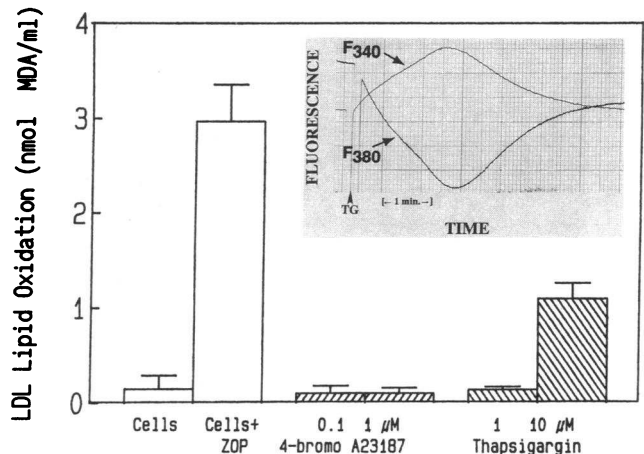 LDL Lipid Oxidation (nmol MDA/ml)
4
3
2
1
0
FLUORESCENCE
F340
F380
TG
[← 1 min.→]
TIME
Cells Cells+ 0.1 1 µM 1 10 µM
ZOP 4-bromo A23187 Thapsigargin